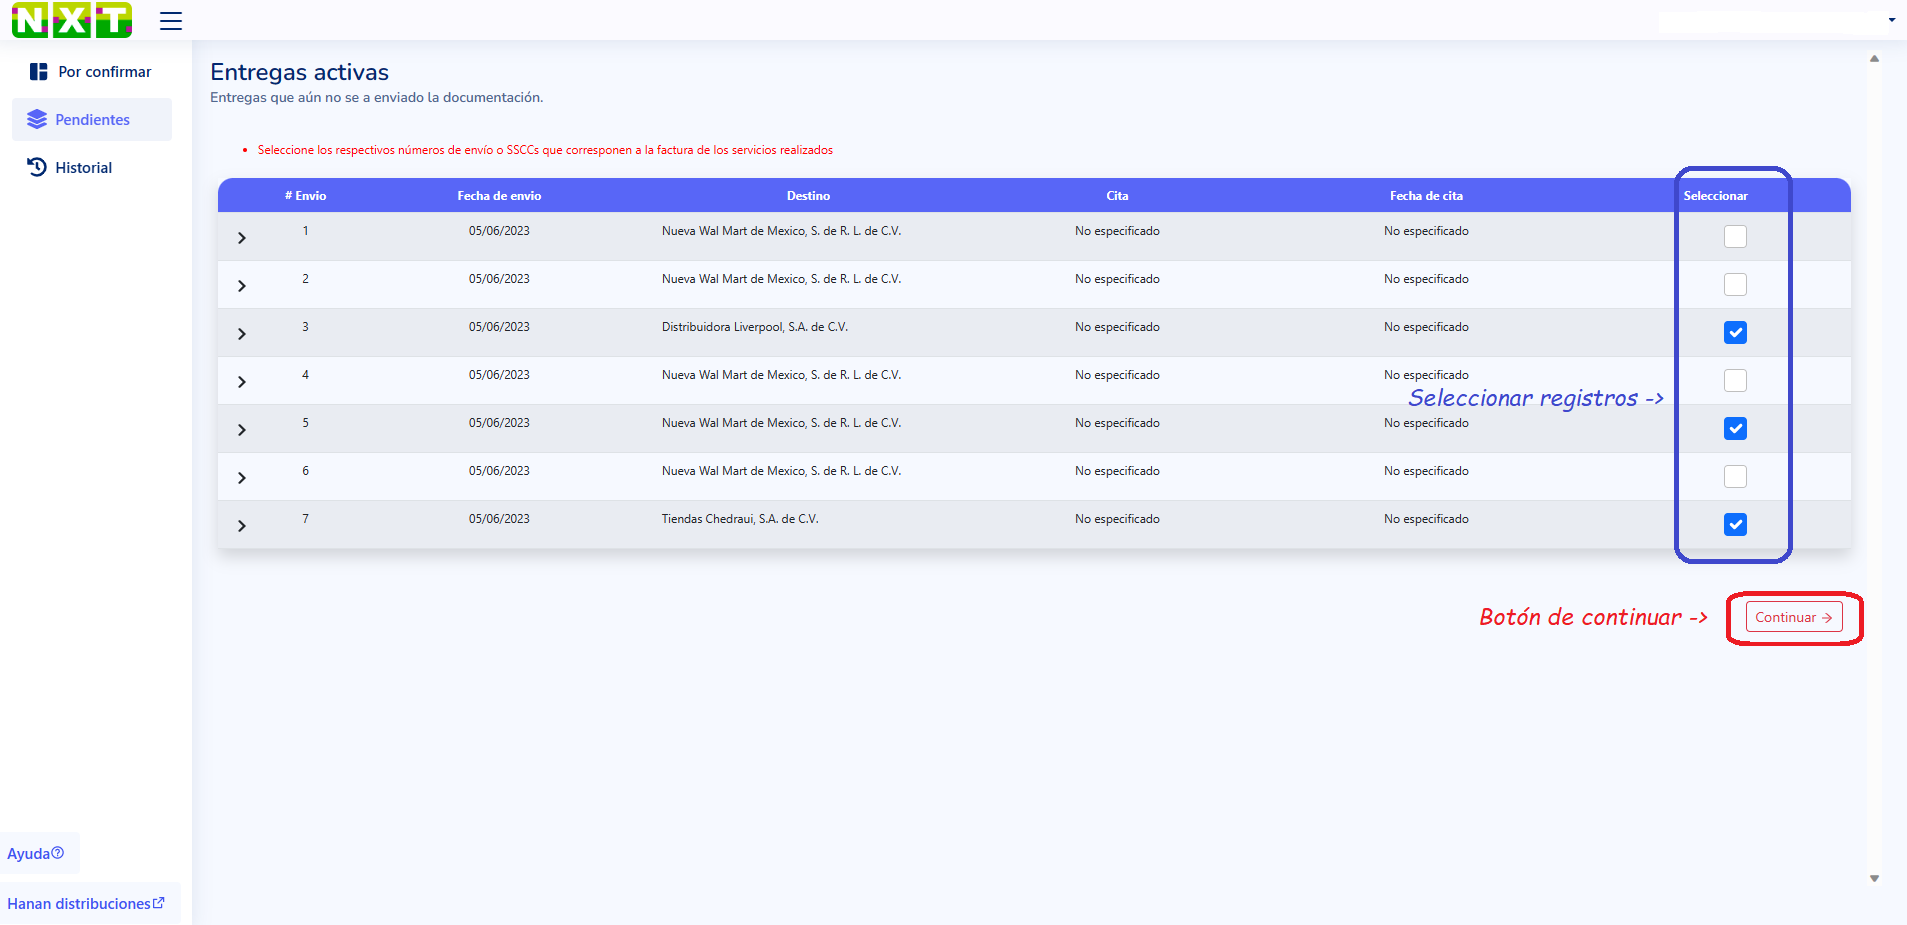 NXT
Por confirmar
Pendientes
Historial
Entregas activas
Entregas que aún no se a enviado la documentación.
Seleccione los respectivos números de envío o SSCCs que corresponen a la factura de los servicios realizados
# Envio Fecha de envio Destino Cita Fecha de cita Seleccionar
1 05/06/2023 Nueva Wal Mart de Mexico, S. de R. L. de C.V. No especificado No especificado
2 05/06/2023 Nueva Wal Mart de Mexico, S. de R. L. de C.V. No especificado No especificado
3 05/06/2023 Distribuidora Liverpool, S.A. de C.V. No especificado No especificado
4 05/06/2023 Nueva Wal Mart de Mexico, S. de R. L. de C.V. No especificado No especificado
Seleccionar registros ->
5 05/06/2023 Nueva Wal Mart de Mexico, S. de R. L. de C.V. No especificado No especificado
6 05/06/2023 Nueva Wal Mart de Mexico, S. de R. L. de C.V. No especificado No especificado
7 05/06/2023 Tiendas Chedraui, S.A. de C.V. No especificado No especificado
Botón de continuar -> Continuar →
Ayuda
Hanan distribuciones